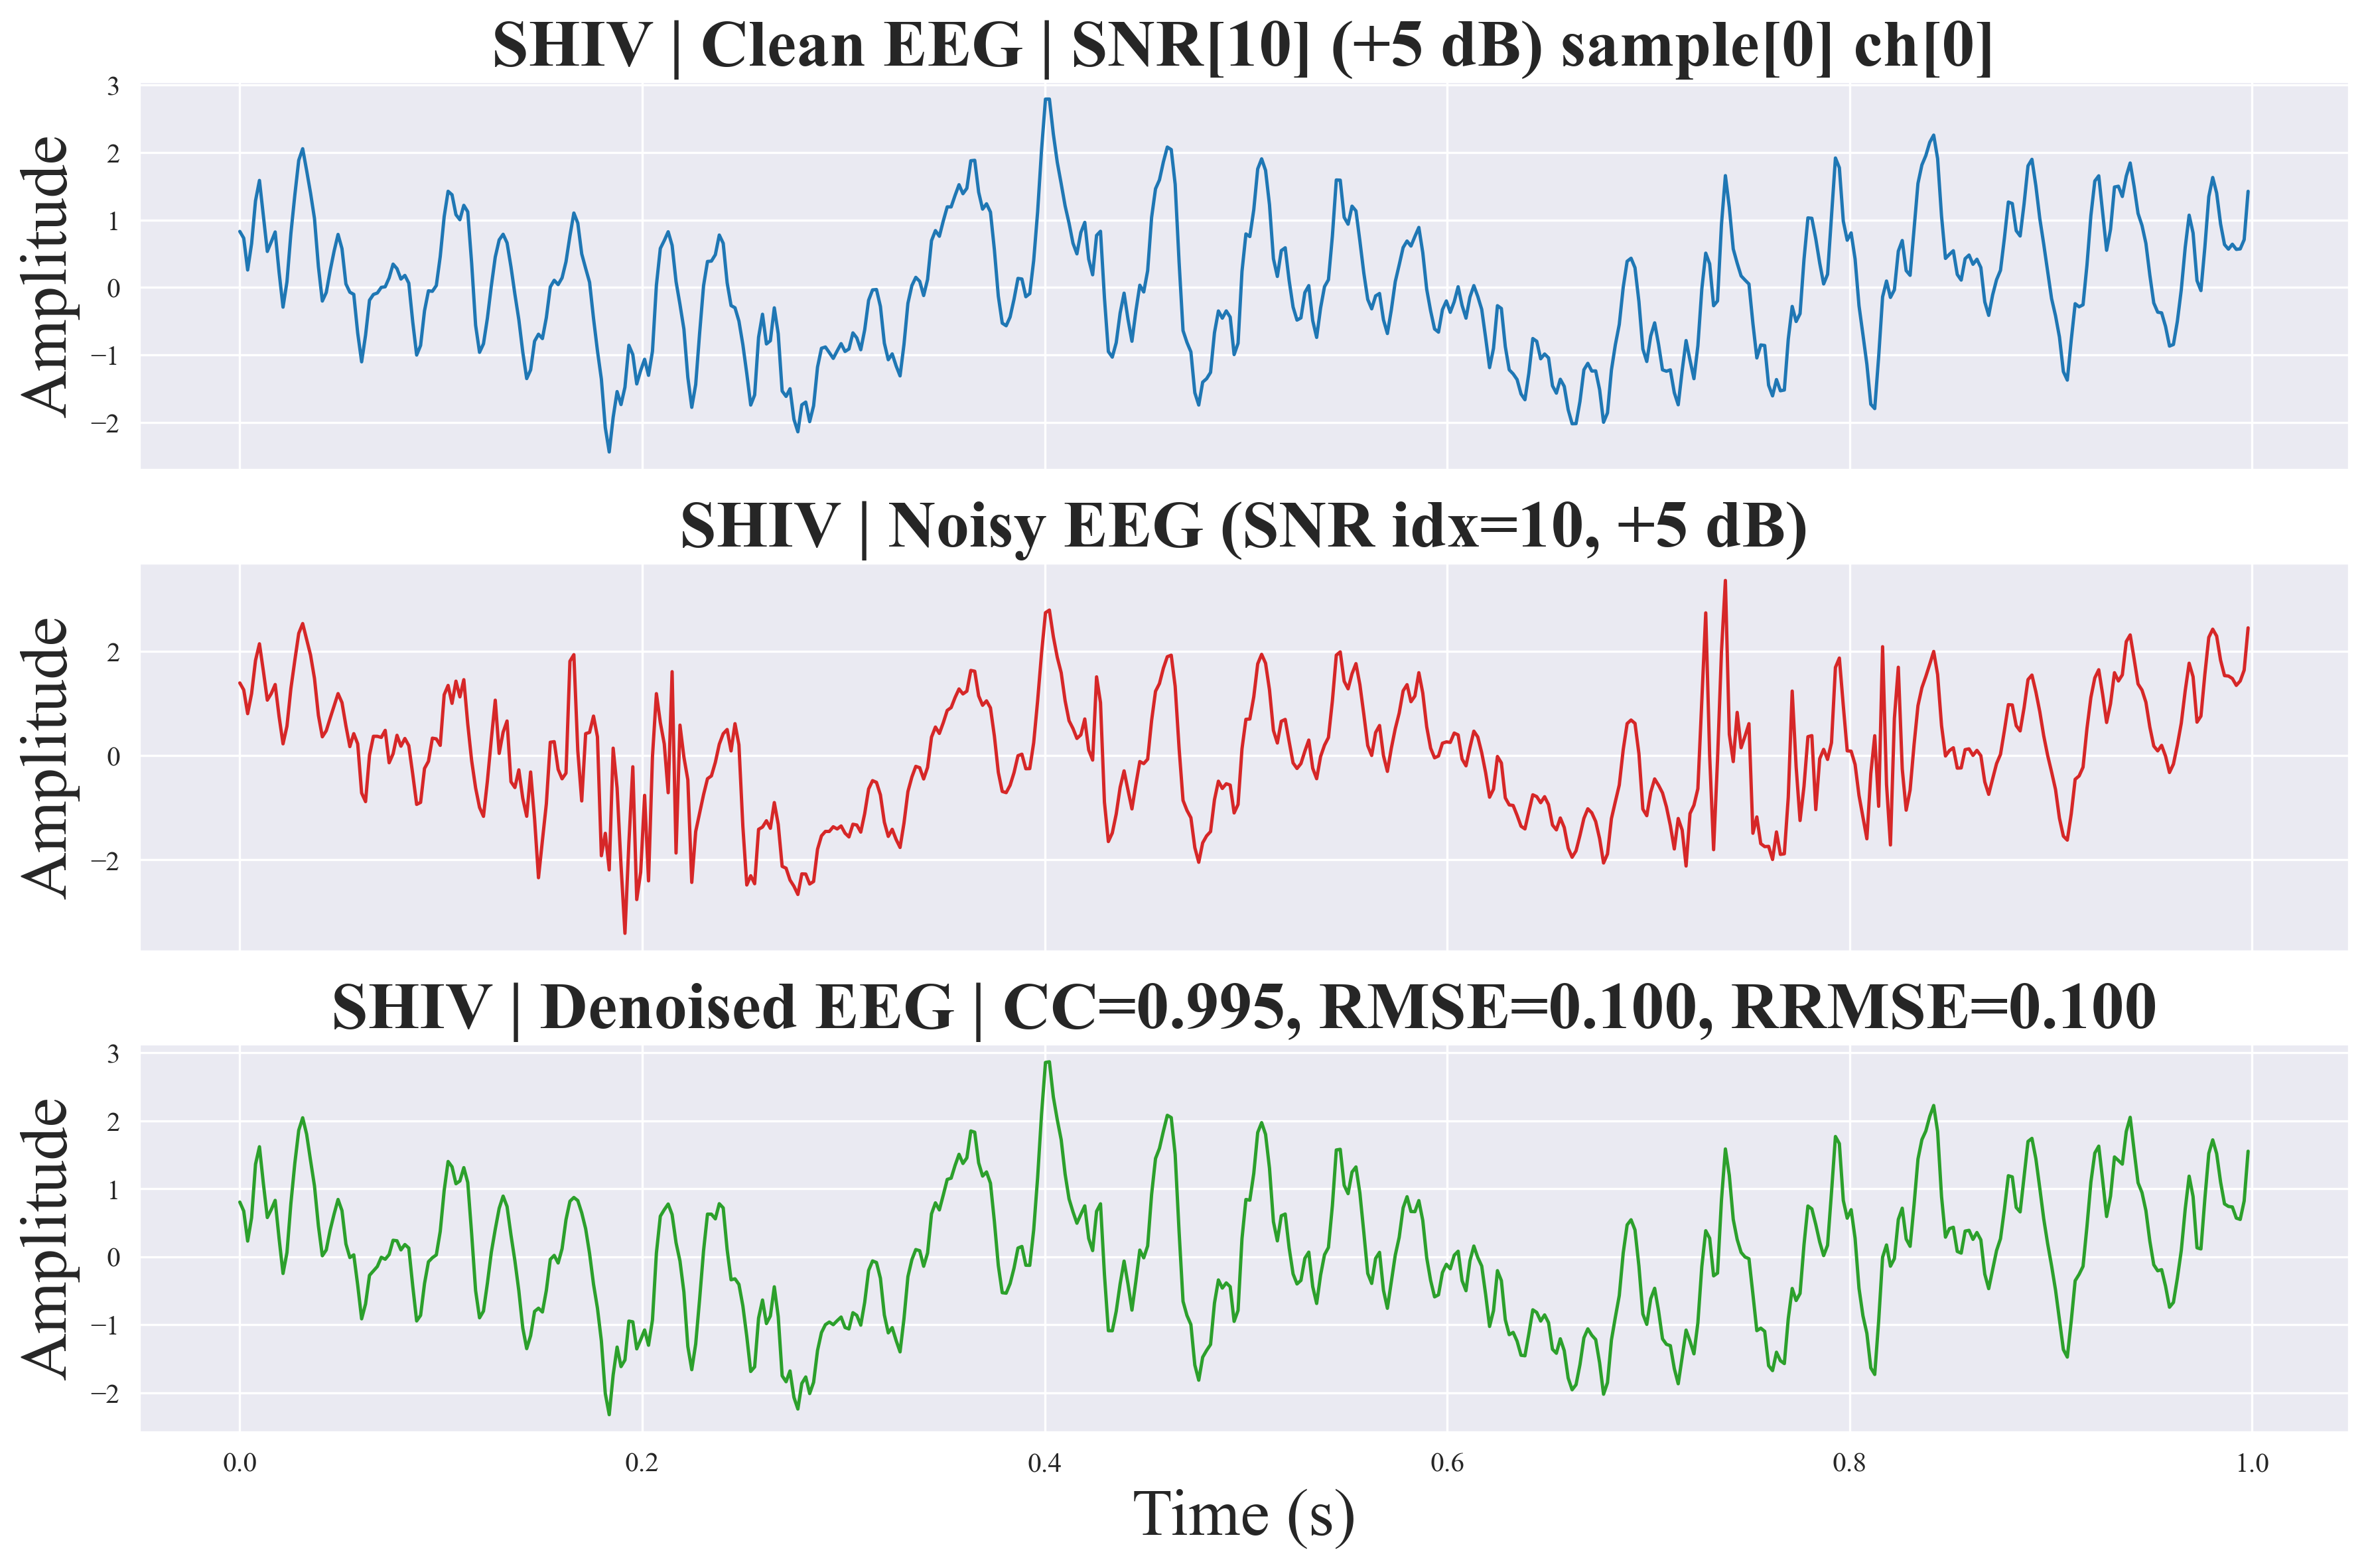 SHIV | Clean EEG | SNR[10] (+5 dB) sample[0] ch[0]
3
2
1
0
−1
−2
Amplitude
SHIV | Noisy EEG (SNR idx=10, +5 dB)
2
0
−2
Amplitude
SHIV | Denoised EEG | CC=0.995, RMSE=0.100, RRMSE=0.100
3
2
1
0
−1
−2
Amplitude
0.0 0.2 0.4 0.6 0.8 1.0
Time (s)